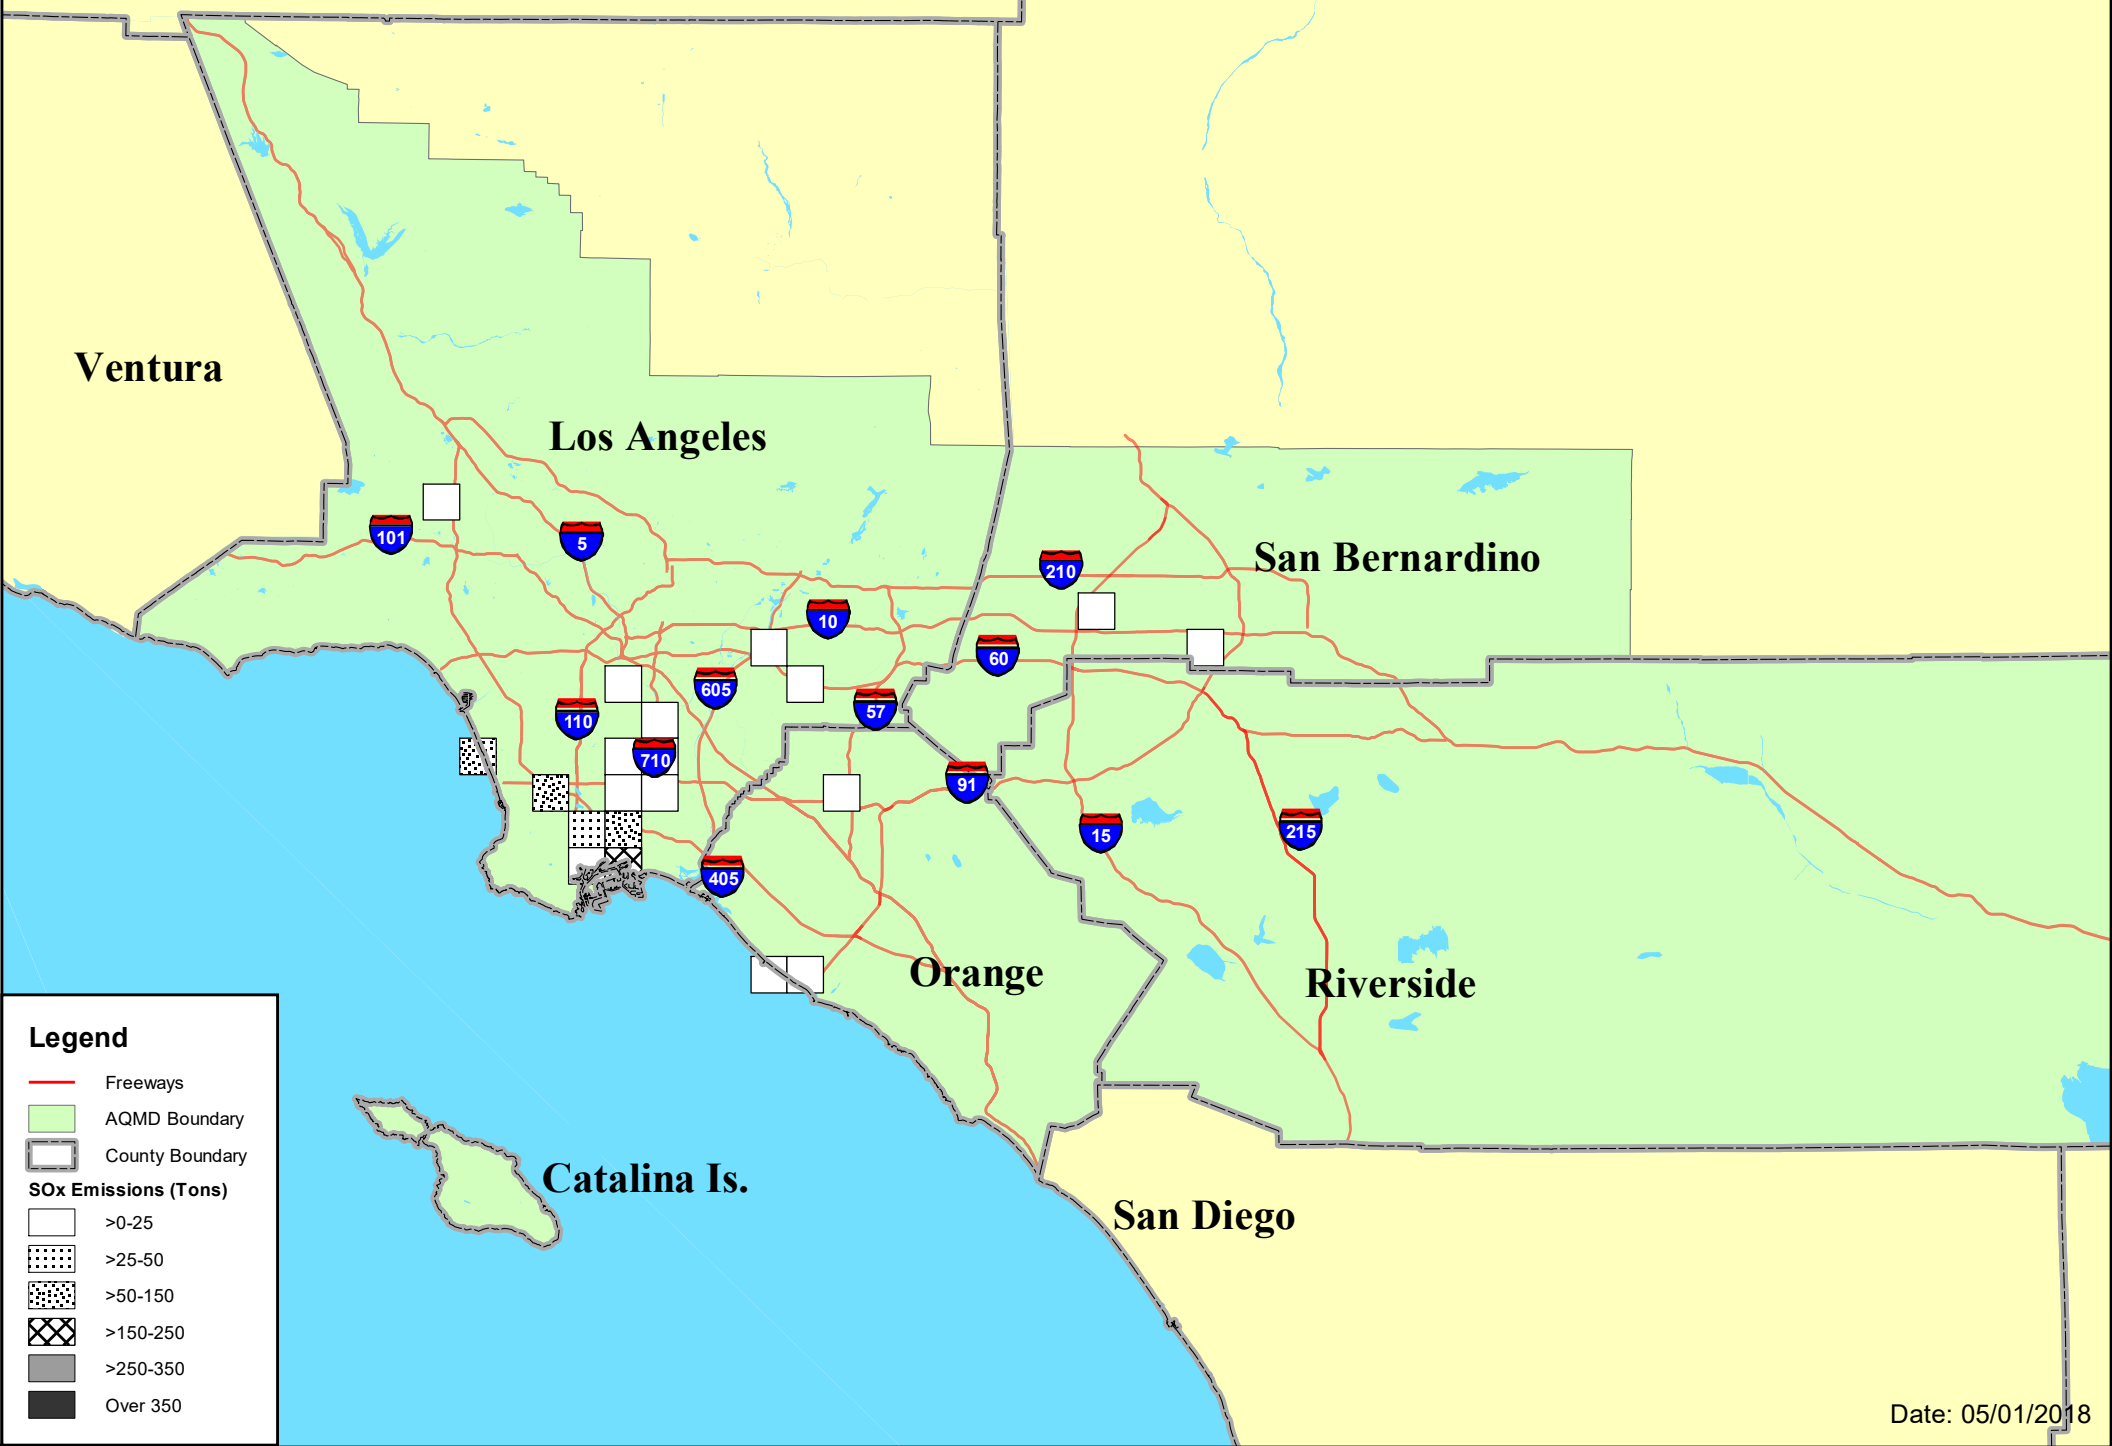 Ventura
Los Angeles
101
5
San Bernardino
210
10
60
605
57
110
710
91
15
215
405
Orange
Riverside
Catalina Is.
San Diego
Legend
Freeways
AQMD Boundary
County Boundary
SOx Emissions (Tons)
>0-25
>25-50
>50-150
>150-250
>250-350
Over 350
Date: 05/01/2018